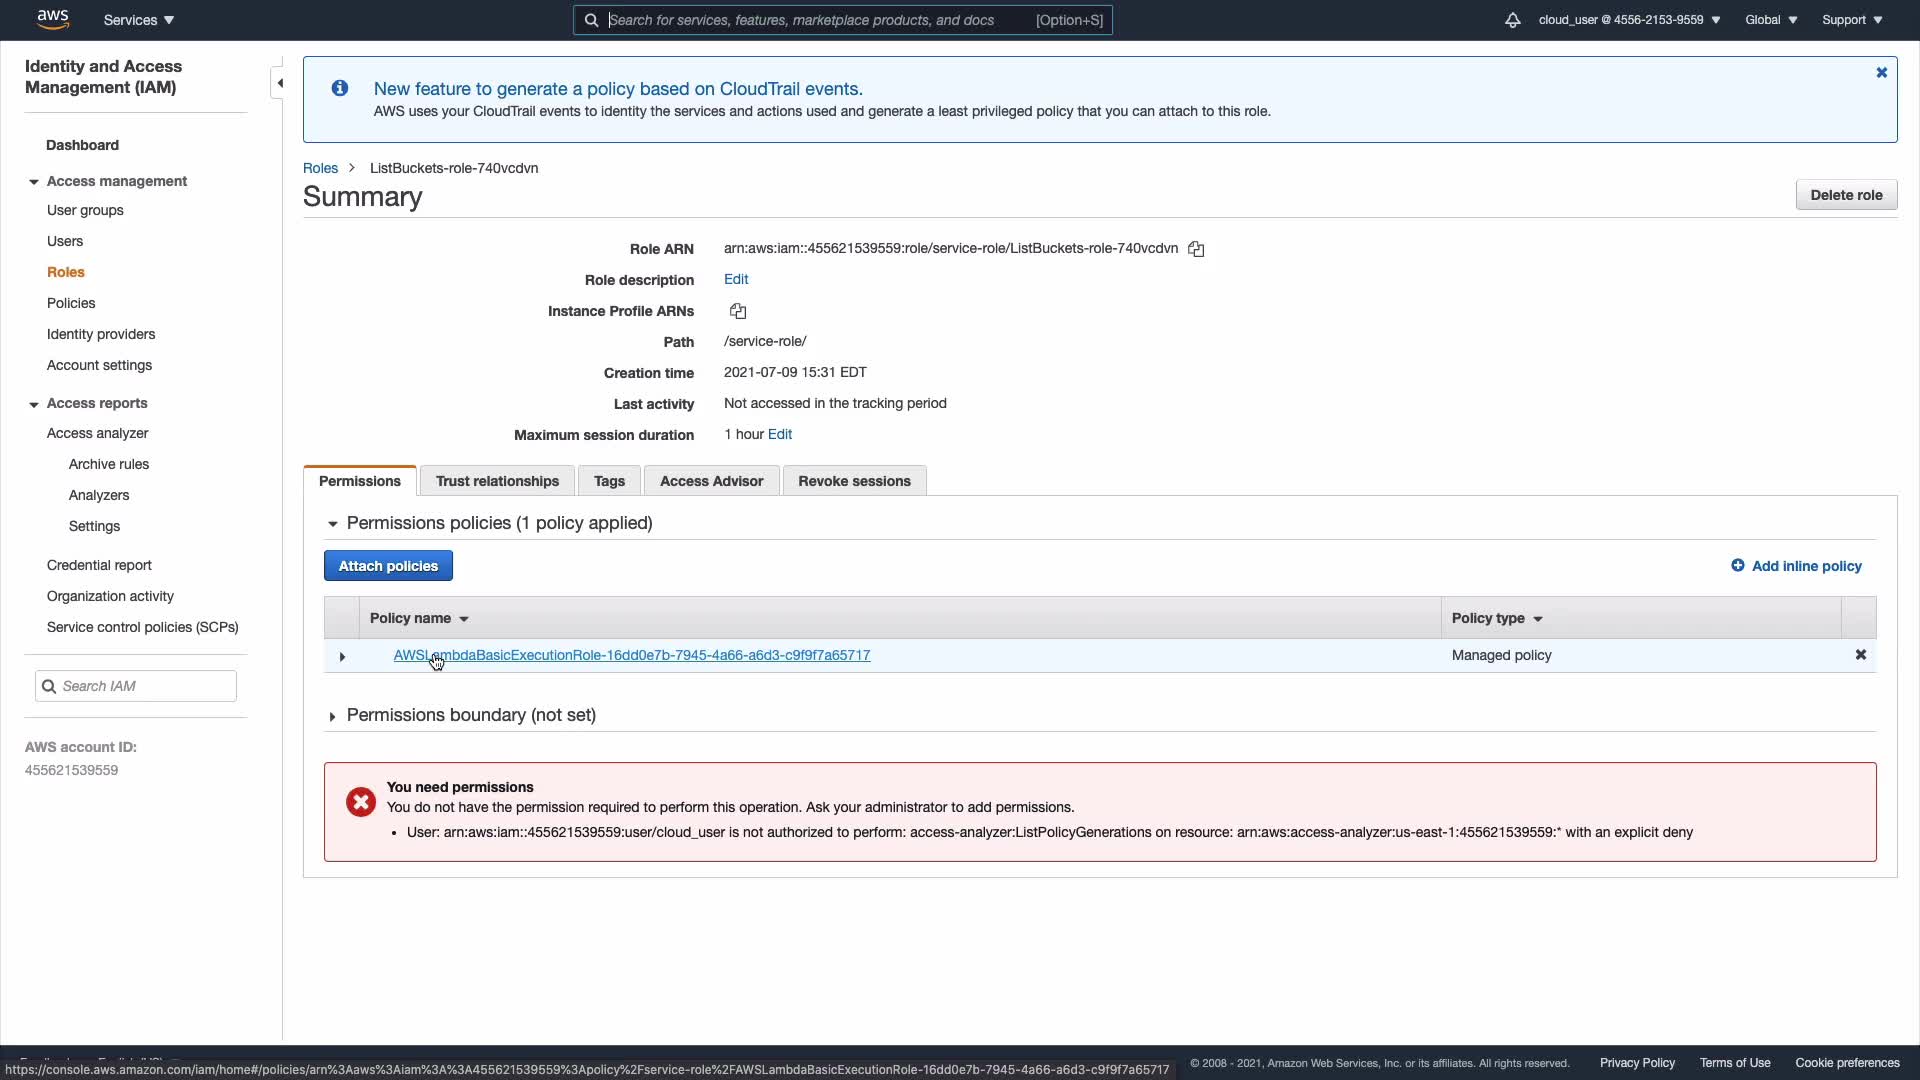 aws
Services
Search for services, features, marketplace products, and docs
[Option+S]
cloud_user @ 4556-2153-9559
Global
Support
Identity and Access
Management (IAM)
Dashboard
Access management
User groups
Users
Roles
Policies
Identity providers
Account settings
Access reports
Access analyzer
Archive rules
Analyzers
Settings
Credential report
Organization activity
Service control policies (SCPs)
Search IAM
AWS account ID:
455621539559
New feature to generate a policy based on CloudTrail events.
AWS uses your CloudTrail events to identify the services and actions used and generate a least privileged policy that you can attach to this role.
Roles
ListBuckets-role-740vcdvn
Summary
Delete role
Role ARN
arn:aws:iam::455621539559:role/service-role/ListBuckets-role-740vcdvn
Role description
Edit
Instance Profile ARNs
Path
/service-role/
Creation time
2021-07-09 15:31 EDT
Last activity
Not accessed in the tracking period
Maximum session duration
1 hour Edit
Permissions
Trust relationships
Tags
Access Advisor
Revoke sessions
Permissions policies (1 policy applied)
Attach policies
Add inline policy
Policy name
Policy type
AWSLambdaBasicExecutionRole-16dd0e7b-7945-4a66-a6d3-c9f9f7a65717
Managed policy
Permissions boundary (not set)
You need permissions
You do not have the permission required to perform this operation. Ask your administrator to add permissions.
• User: arn:aws:iam::455621539559:user/cloud_user is not authorized to perform: access-analyzer:ListPolicyGenerations on resource: arn:aws:access-analyzer:us-east-1:455621539559:* with an explicit deny
https://console.aws.amazon.com/iam/home#/policies/arn%3Aaws%3Aiam%3A%3A455621539559%3Apolicy%2Fservice-role%2FAWSLambdaBasicExecutionRole-16dd0e7b-7945-4a66-a6d3-c9f9f7a65717
© 2008 - 2021, Amazon Web Services, Inc. or its affiliates. All rights reserved.
Privacy Policy
Terms of Use
Cookie preferences